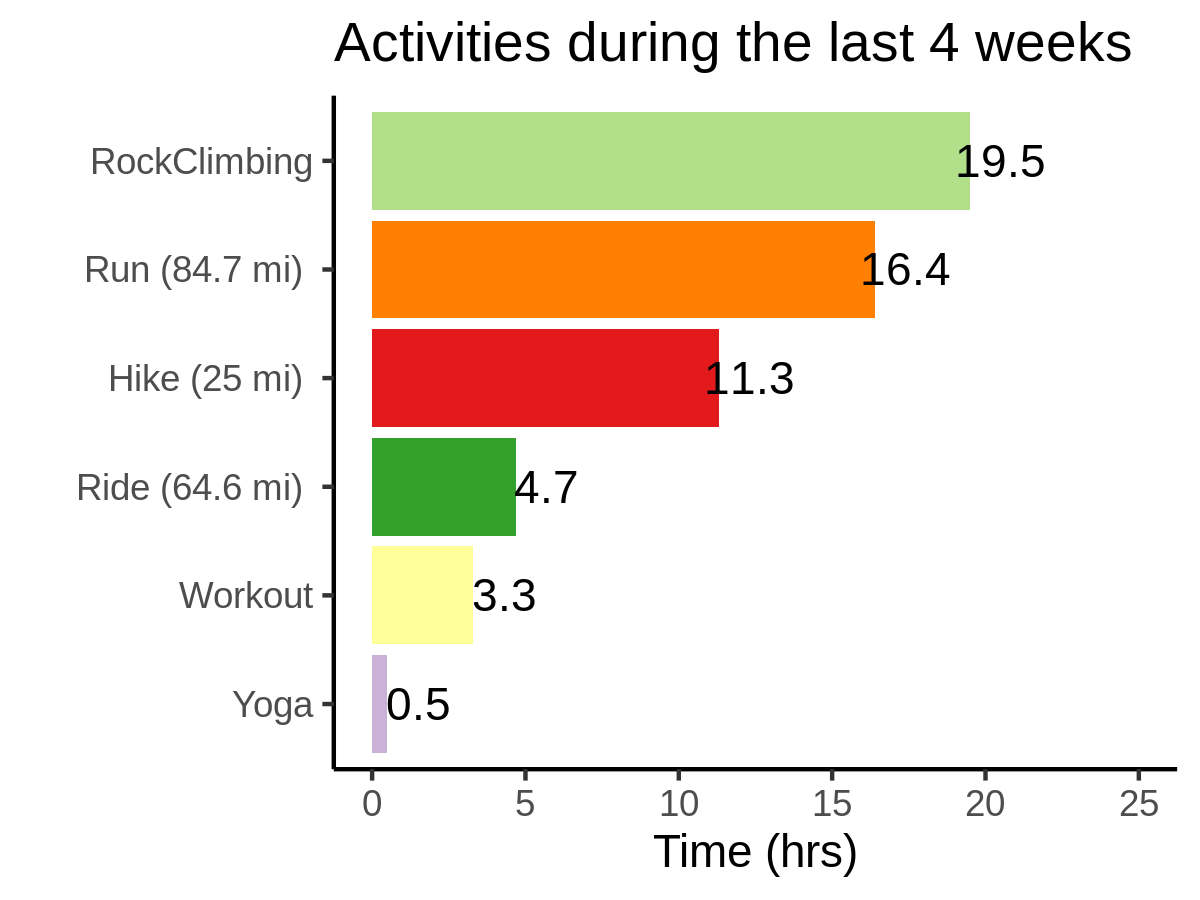 Activities during the last 4 weeks
RockClimbing 19.5
Run (84.7 mi) 16.4
Hike (25 mi) 11.3
Ride (64.6 mi) 4.7
Workout 3.3
Yoga 0.5
0 5 10 15 20 25
Time (hrs)